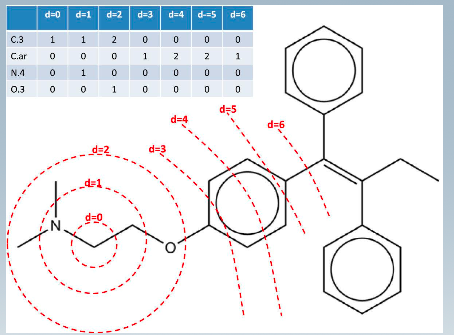 d=0 d=1 d=2 d=3 d=4 d-=5 d=6
C.3 1 1 2 0 0 0 0
C.ar 0 0 0 1 2 2 1
N.4 0 1 0 0 0 0 0
O.3 0 0 1 0 0 0 0
d=5
d=4
d=6
d=2
d=3
d=1
d=0
N
O